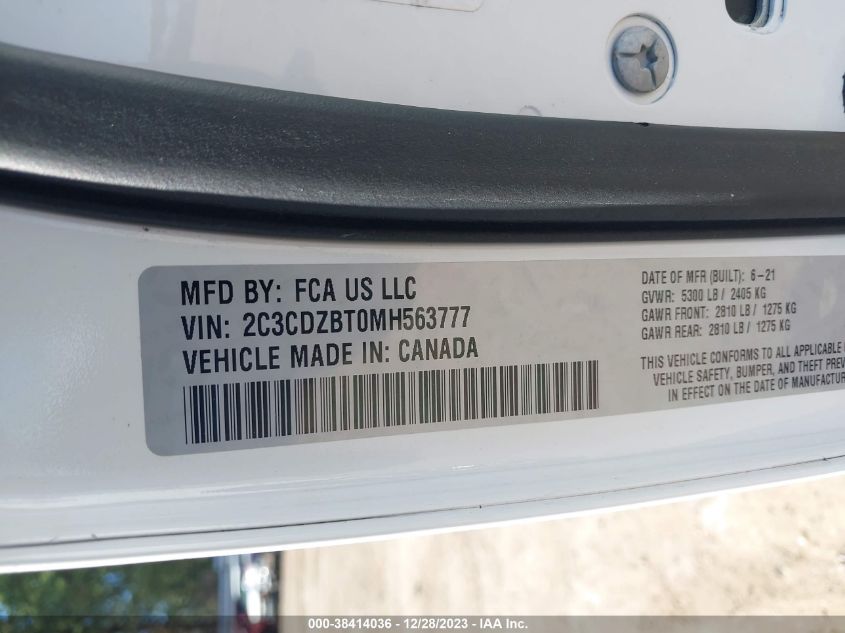 MFD BY: FCA US LLC
VIN: 2C3CDZBT0MH563777
VEHICLE MADE IN: CANADA
DATE OF MFR (BUILT): 6-21
GVWR: 5300 LB / 2405 KG
GAWR FRONT: 2810 LB / 1275 KG
GAWR REAR: 2810 LB / 1275 KG
THIS VEHICLE CONFORMS TO ALL APPLICABLE
VEHICLE SAFETY, BUMPER, AND THEFT PREV
IN EFFECT ON THE DATE OF MANUFACTUR
000-38414036 - 12/28/2023 - IAA Inc.